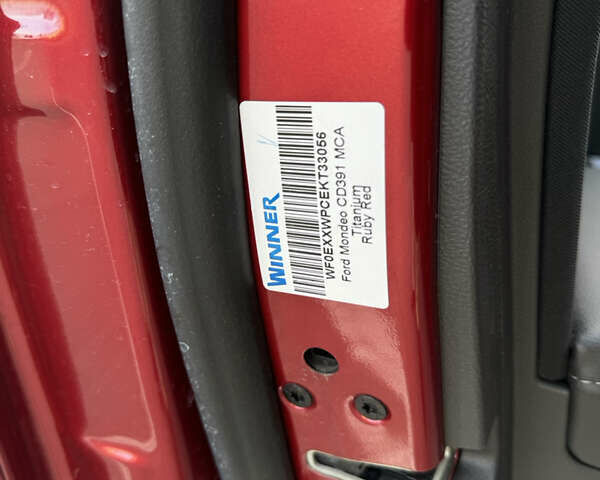 WINNER
WF0EXXWPCEKT33056
Ford Mondeo CD391 MCA
Titanium
Ruby Red